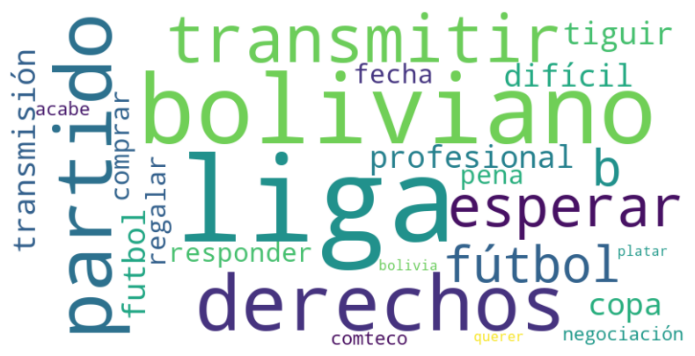 transmitir
tiguir
transmisión
partido
fecha
difícil
acabe
comprar
boliviano
profesional
b
liga
pena
regalar
esperar
futbol
responder
fútbol
platar
bolivia
derechos
copa
comteco
querer
negociación